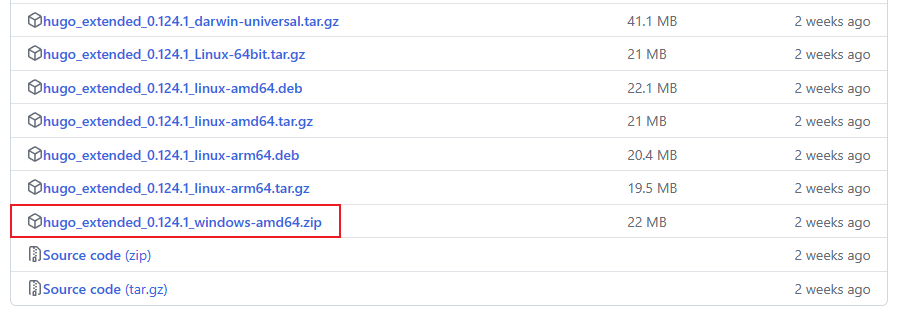 hugo_extended_0.124.1_darwin-universal.tar.gz 41.1 MB 2 weeks ago
hugo_extended_0.124.1_Linux-64bit.tar.gz 21 MB 2 weeks ago
hugo_extended_0.124.1_linux-amd64.deb 22.1 MB 2 weeks ago
hugo_extended_0.124.1_linux-amd64.tar.gz 21 MB 2 weeks ago
hugo_extended_0.124.1_linux-arm64.deb 20.4 MB 2 weeks ago
hugo_extended_0.124.1_linux-arm64.tar.gz 19.5 MB 2 weeks ago
hugo_extended_0.124.1_windows-amd64.zip 22 MB 2 weeks ago
Source code (zip) 2 weeks ago
Source code (tar.gz) 2 weeks ago